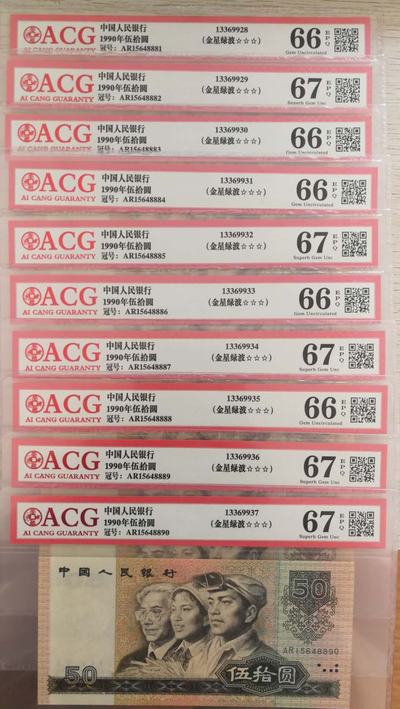 ACG
AI CANG GUARANTY
中国人民银行
1990年伍拾圆
冠号: AR15648881
13369928
(金星绿波☆☆☆)
66 EPQ
Gem Uncirculated
ACG
AI CANG GUARANTY
中国人民银行
1990年伍拾圆
冠号: AR15648882
13369929
(金星绿波☆☆☆)
67 EPQ
Superb Gem Unc
ACG
AI CANG GUARANTY
中国人民银行
1990年伍拾圆
冠号: AR15648883
13369930
(金星绿波☆☆☆)
66 EPQ
Gem Uncirculated
ACG
AI CANG GUARANTY
中国人民银行
1990年伍拾圆
冠号: AR15648884
13369931
(金星绿波☆☆☆)
66 EPQ
Gem Uncirculated
ACG
AI CANG GUARANTY
中国人民银行
1990年伍拾圆
冠号: AR15648885
13369932
(金星绿波☆☆☆)
67 EPQ
Superb Gem Unc
ACG
AI CANG GUARANTY
中国人民银行
1990年伍拾圆
冠号: AR15648886
13369933
(金星绿波☆☆☆)
66 EPQ
Gem Uncirculated
ACG
AI CANG GUARANTY
中国人民银行
1990年伍拾圆
冠号: AR15648887
13369934
(金星绿波☆☆☆)
67 EPQ
Superb Gem Unc
ACG
AI CANG GUARANTY
中国人民银行
1990年伍拾圆
冠号: AR15648888
13369935
(金星绿波☆☆☆)
66 EPQ
Gem Uncirculated
ACG
AI CANG GUARANTY
中国人民银行
1990年伍拾圆
冠号: AR15648889
13369936
(金星绿波☆☆☆)
67 EPQ
Superb Gem Unc
ACG
AI CANG GUARANTY
中国人民银行
1990年伍拾圆
冠号: AR15648890
13369937
(金星绿波☆☆☆)
67 EPQ
Superb Gem Unc
中国人民银行
50
AR15648890
50
伍拾圆